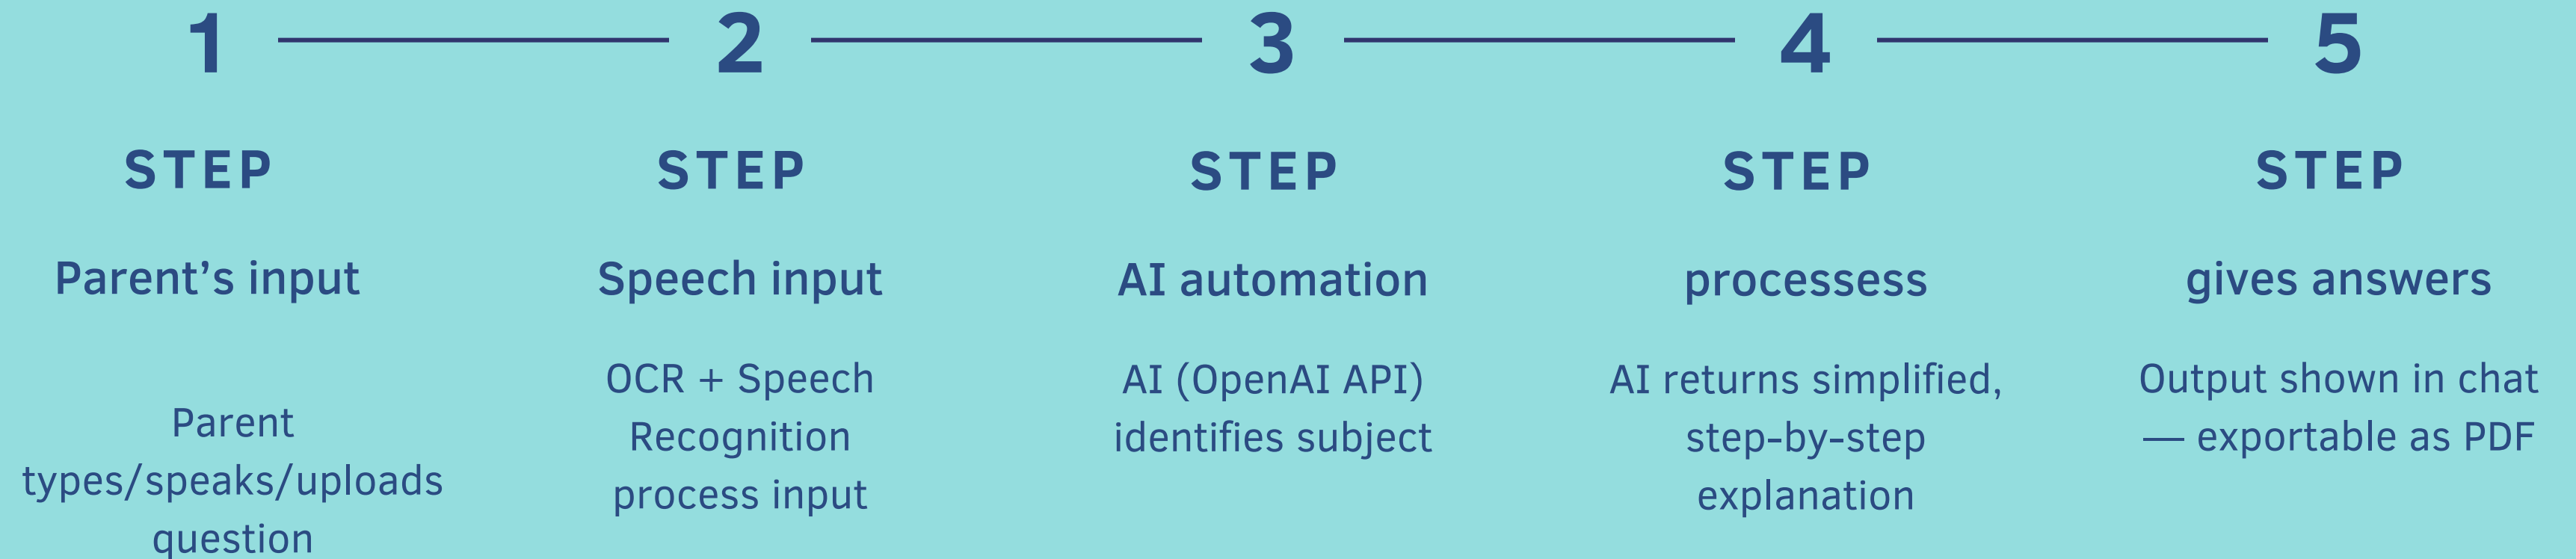 1
2
3
4
5
STEP
STEP
STEP
STEP
STEP
Parent’s input
Speech input
AI automation
processess
gives answers
Parent
types/speaks/uploads
question
OCR + Speech
Recognition
process input
AI (OpenAI API)
identifies subject
AI returns simplified,
step-by-step
explanation
Output shown in chat
— exportable as PDF